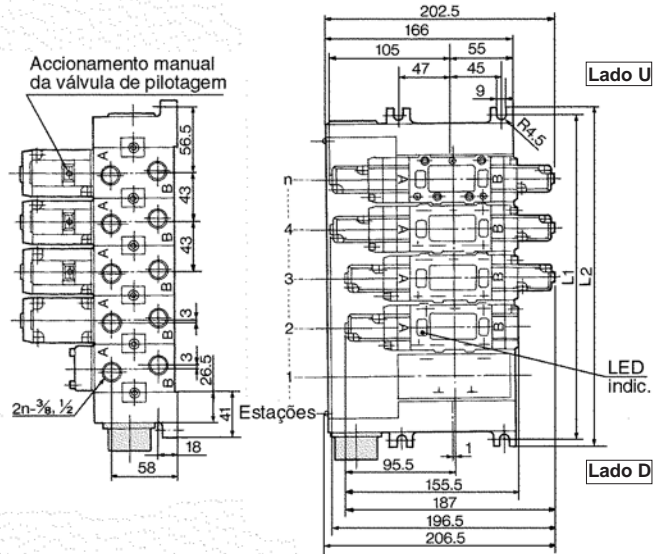 Accionamento manual
da válvula de pilotagem
A
A
B
B
A
A
B
B
56.5
43
43
3
3
26.5
41
2n-⅜, ½
18
58
202.5
166
105
55
47
45
9
R4.5
Lado U
n
A
B
4
A
B
3
A
B
2
A
B
1
Estações
L1
L2
LED
indic.
Lado D
1
95.5
155.5
187
196.5
206.5